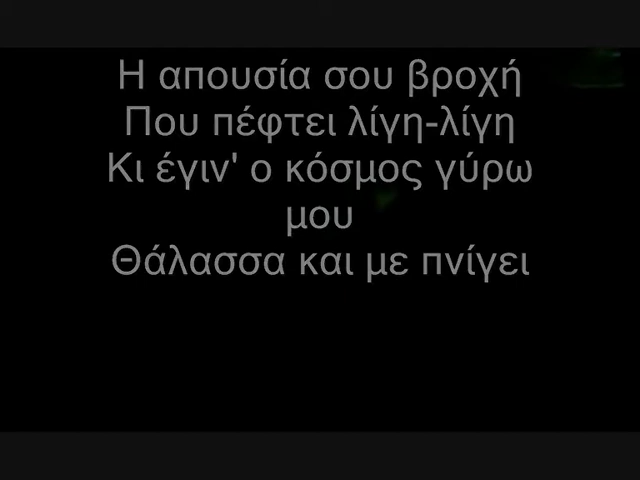 Η απουσία σου βροχή
Που πέφτει λίγη-λίγη
Κι έγιν' ο κόσμος γύρω
μου
Θάλασσα και με πνίγει